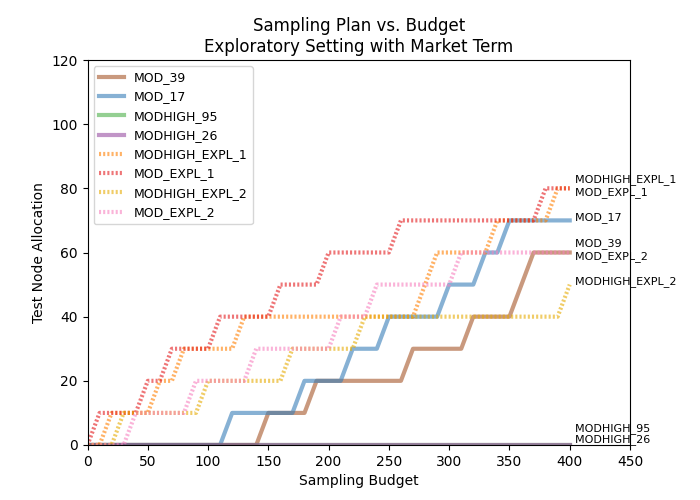 Sampling Plan vs. Budget
Exploratory Setting with Market Term
Test Node Allocation
120
100
80
60
40
20
0
MOD_39
MOD_17
MODHIGH_95
MODHIGH_26
MODHIGH_EXPL_1
MOD_EXPL_1
MODHIGH_EXPL_2
MOD_EXPL_2
MODHIGH_EXPL_1
MOD_EXPL_1
MOD_17
MOD_39
MOD_EXPL_2
MODHIGH_EXPL_2
MODHIGH_95
MODHIGH_26
0 50 100 150 200 250 300 350 400 450
Sampling Budget